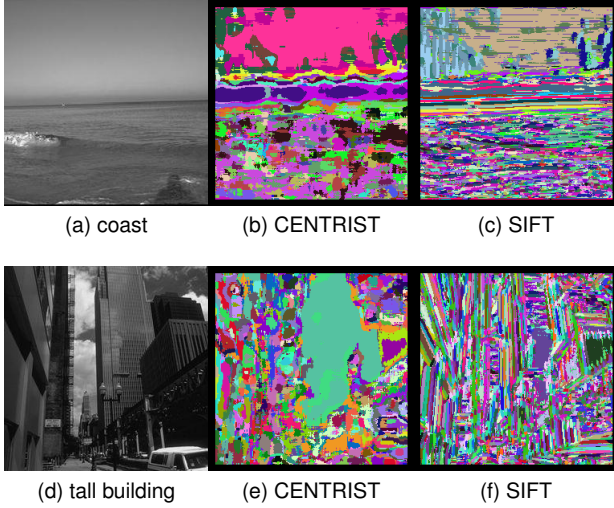 (a) coast
(b) CENTRIST
(c) SIFT
(d) tall building
(e) CENTRIST
(f) SIFT